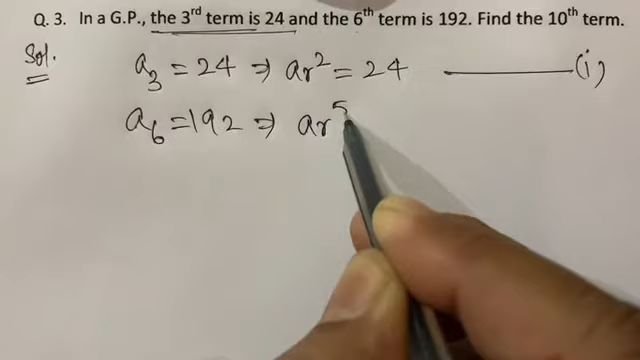 Q. 3. In a G.P., the 3rd term is 24 and the 6th term is 192. Find the 10th term.
Sol.
a₃ = 24 ⇒ ar² = 24 ——— (i)
a₆ = 192 ⇒ ar⁵